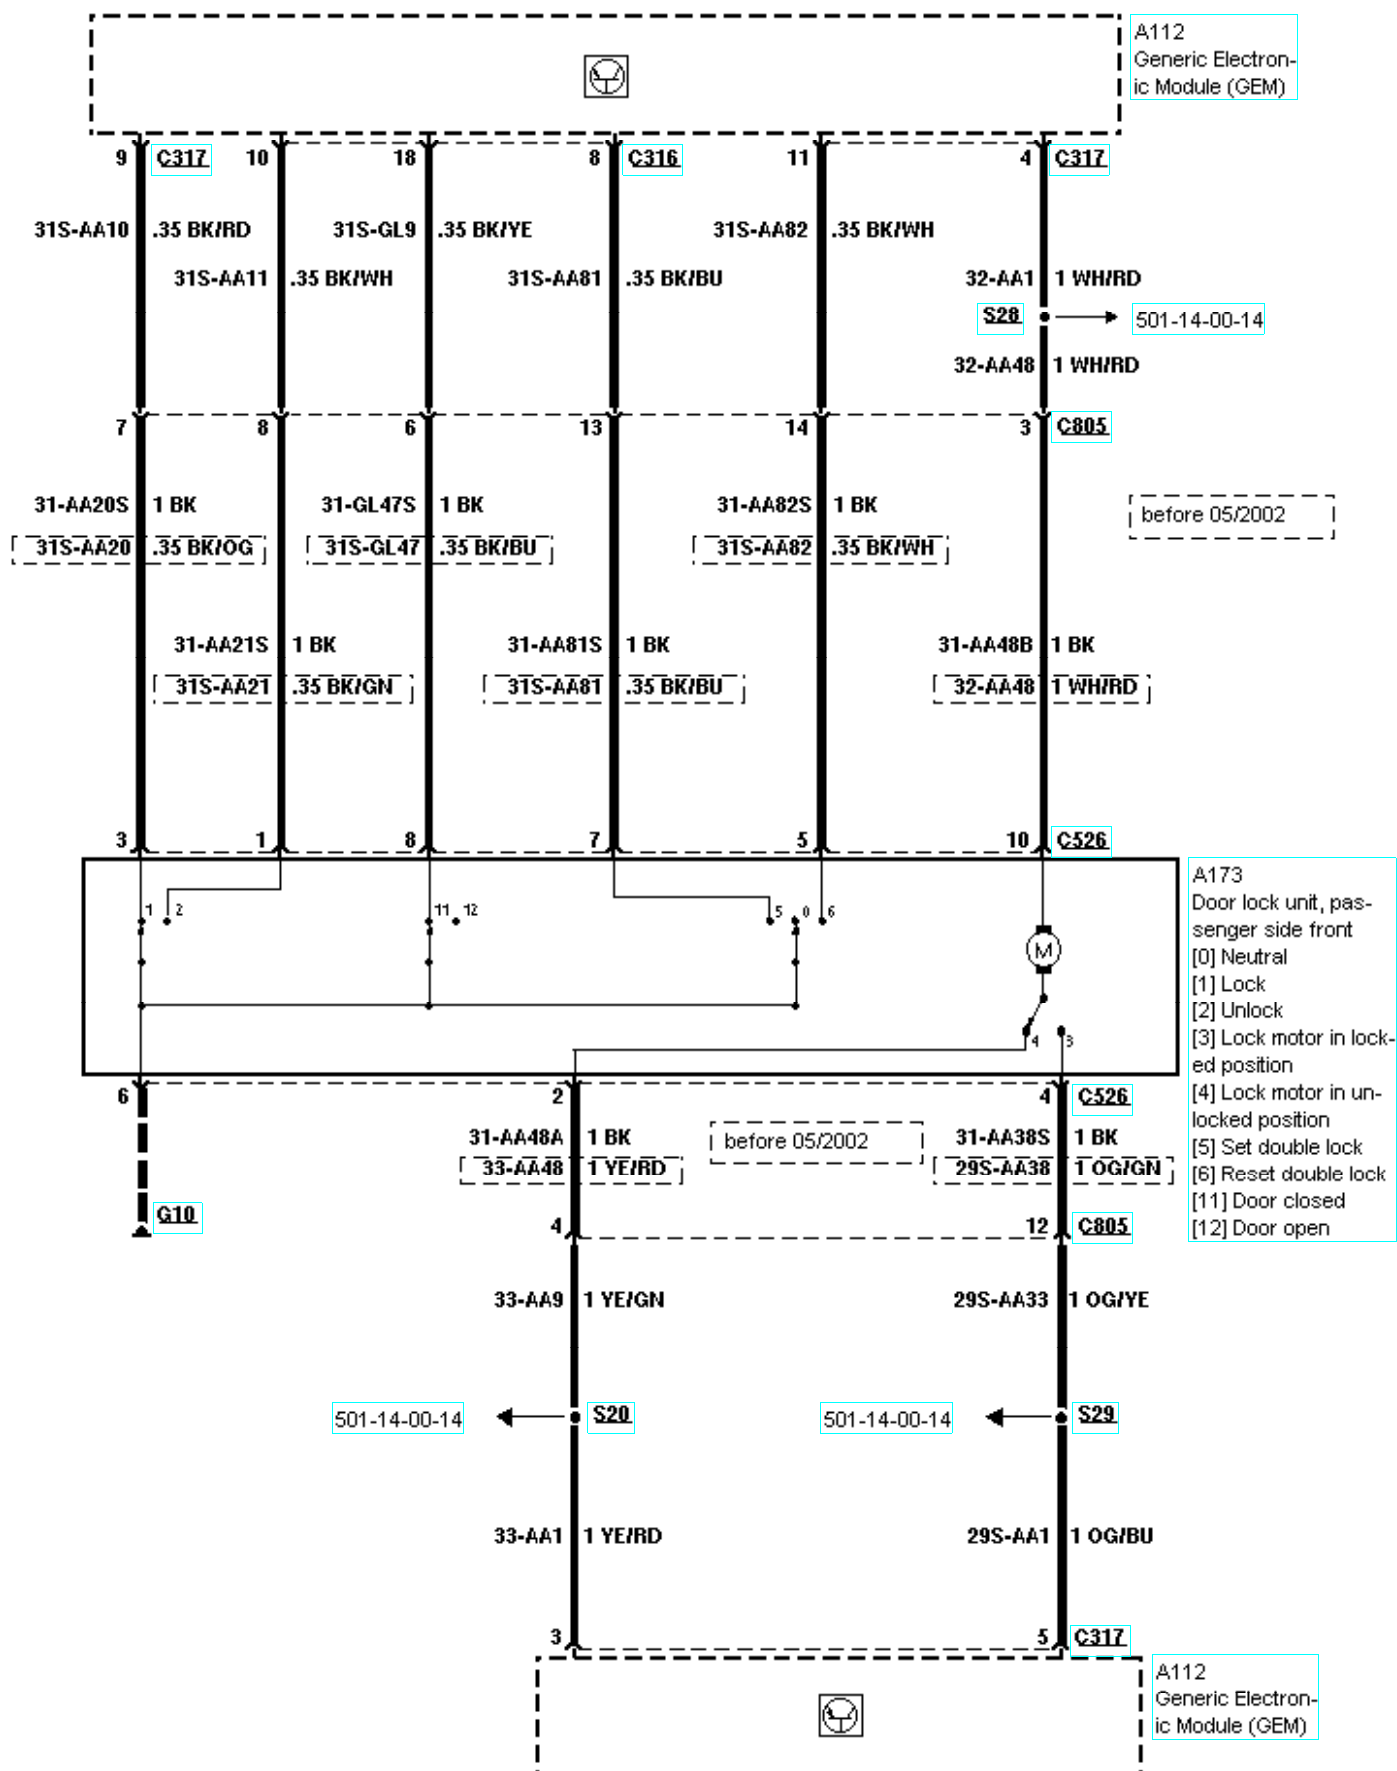 A112
Generic Electron-
ic Module (GEM)
9 C317 10 18 8 C316 11 4 C317
31S-AA10 .35 BK/RD 31S-GL9 .35 BK/YE 31S-AA82 .35 BK/WH
31S-AA11 .35 BK/WH 31S-AA81 .35 BK/BU 32-AA1 1 WH/RD
S28 501-14-00-14
32-AA48 1 WH/RD
7 8 6 13 14 3 C805
31-AA20S 1 BK 31-GL47S 1 BK 31-AA82S 1 BK before 05/2002
31S-AA20 .35 BK/OG 31S-GL47 .35 BK/BU 31S-AA82 .35 BK/WH
31-AA21S 1 BK 31-AA81S 1 BK 31-AA48B 1 BK
31S-AA21 .35 BK/GN 31S-AA81 .35 BK/BU 32-AA48 1 WH/RD
3 1 8 7 5 10 C526
A173
Door lock unit, pas-
senger side front
[0] Neutral
[1] Lock
[2] Unlock
[3] Lock motor in lock-
ed position
[4] Lock motor in un-
locked position
[5] Set double lock
[6] Reset double lock
[11] Door closed
[12] Door open
1 2 11 12 5 0 6
M
4 3
6 2 4 C526
31-AA48A 1 BK before 05/2002 31-AA38S 1 BK
33-AA48 1 YE/RD 29S-AA38 1 OG/GN
G10 4 12 C805
33-AA9 1 YE/GN 29S-AA33 1 OG/YE
501-14-00-14 S20 501-14-00-14 S29
33-AA1 1 YE/RD 29S-AA1 1 OG/BU
3 5 C317
A112
Generic Electron-
ic Module (GEM)